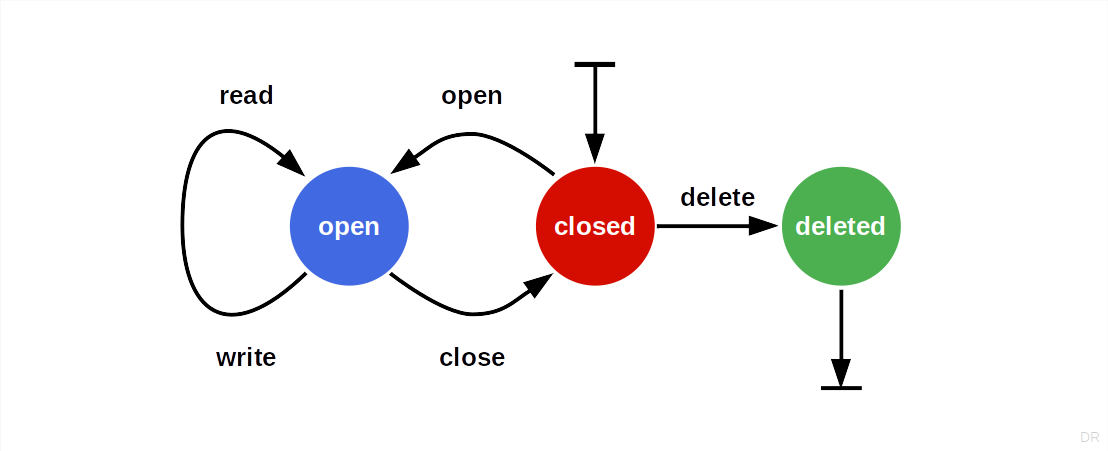 read
open
delete
open
closed
deleted
write
close
DR